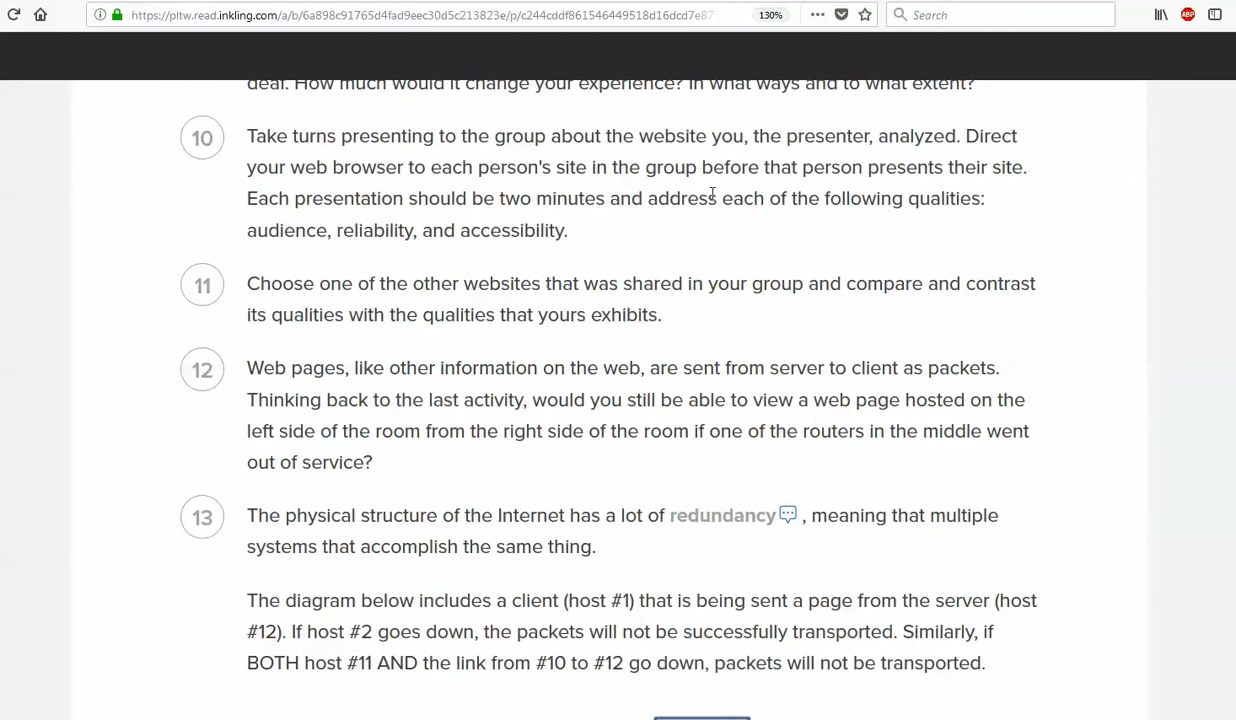 https://pltw.read.inkling.com/a/b/6a898c91765d4fad9eec30d5c213823e/p/c244cddf861546449518d16dcd7e87
130%
Search
ABP
deaf. How much would it change your experience? In what ways and to what extent?
10 Take turns presenting to the group about the website you, the presenter, analyzed. Direct
your web browser to each person's site in the group before that person presents their site.
Each presentation should be two minutes and address each of the following qualities:
audience, reliability, and accessibility.
11 Choose one of the other websites that was shared in your group and compare and contrast
its qualities with the qualities that yours exhibits.
12 Web pages, like other information on the web, are sent from server to client as packets.
Thinking back to the last activity, would you still be able to view a web page hosted on the
left side of the room from the right side of the room if one of the routers in the middle went
out of service?
13 The physical structure of the Internet has a lot of redundancy , meaning that multiple
systems that accomplish the same thing.
The diagram below includes a client (host #1) that is being sent a page from the server (host
#12). If host #2 goes down, the packets will not be successfully transported. Similarly, if
BOTH host #11 AND the link from #10 to #12 go down, packets will not be transported.